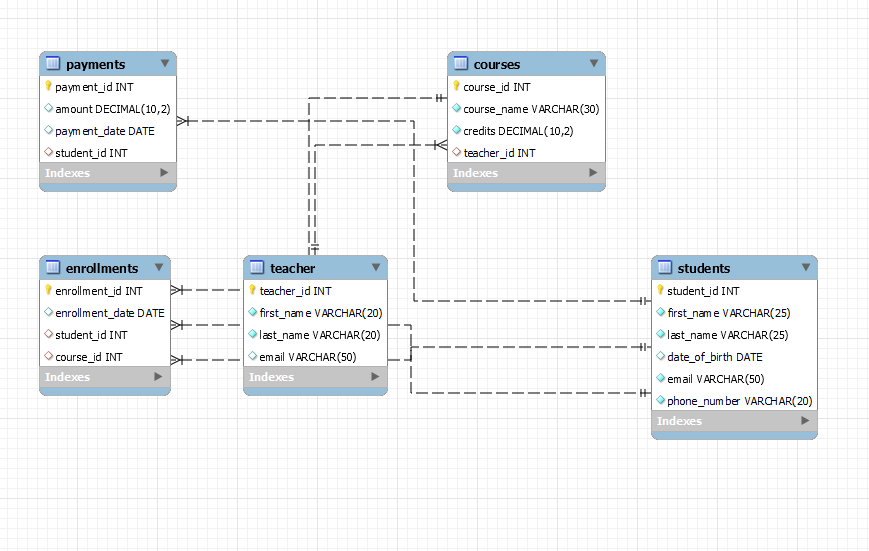 payments
payment_id INT
amount DECIMAL(10,2)
payment_date DATE
student_id INT
Indexes
courses
course_id INT
course_name VARCHAR(30)
credits DECIMAL(10,2)
teacher_id INT
Indexes
enrollments
enrollment_id INT
enrollment_date DATE
student_id INT
course_id INT
Indexes
teacher
teacher_id INT
first_name VARCHAR(20)
last_name VARCHAR(20)
email VARCHAR(50)
Indexes
students
student_id INT
first_name VARCHAR(25)
last_name VARCHAR(25)
date_of_birth DATE
email VARCHAR(50)
phone_number VARCHAR(20)
Indexes